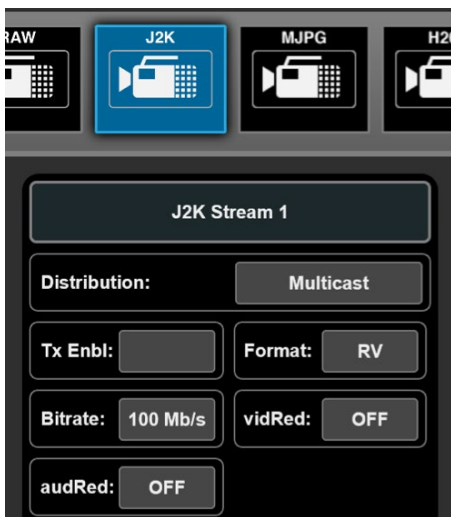 RAW J2K MJPG H26
J2K Stream 1
Distribution: Multicast
Tx Enbl: Format: RV
Bitrate: 100 Mb/s vidRed: OFF
audRed: OFF